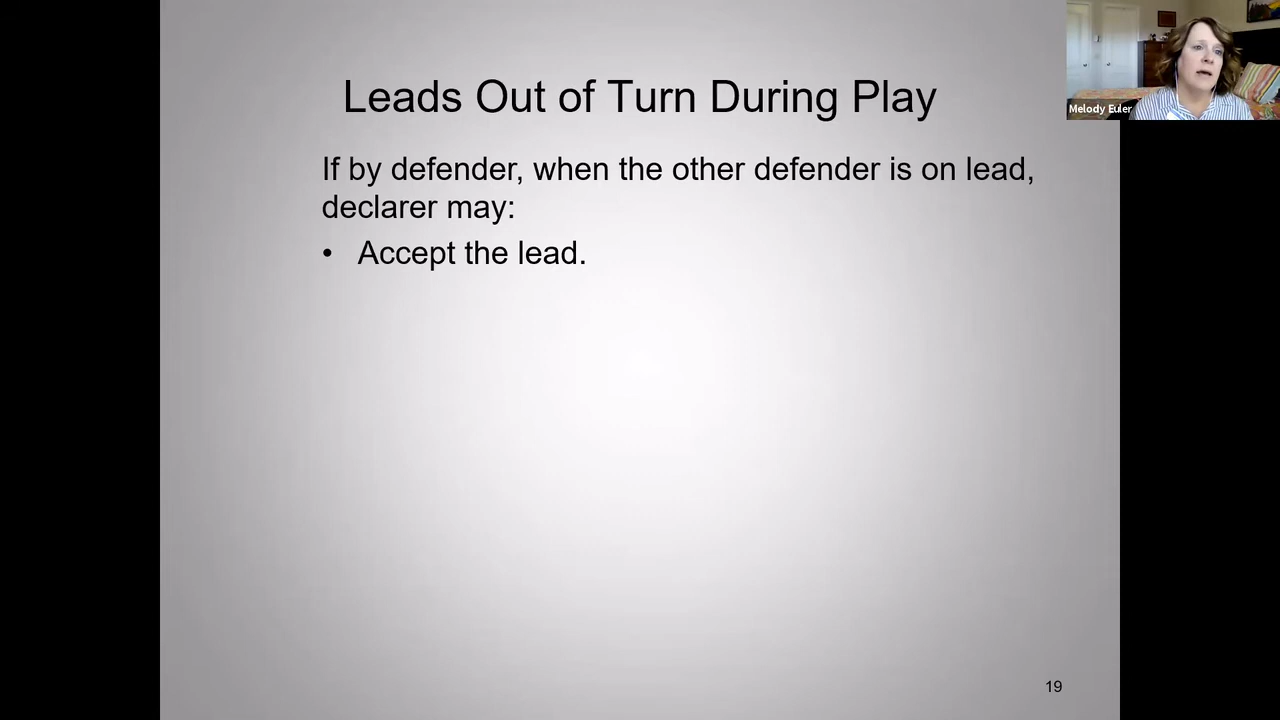 Leads Out of Turn During Play
Melody Euler
If by defender, when the other defender is on lead,
declarer may:
• Accept the lead.
19